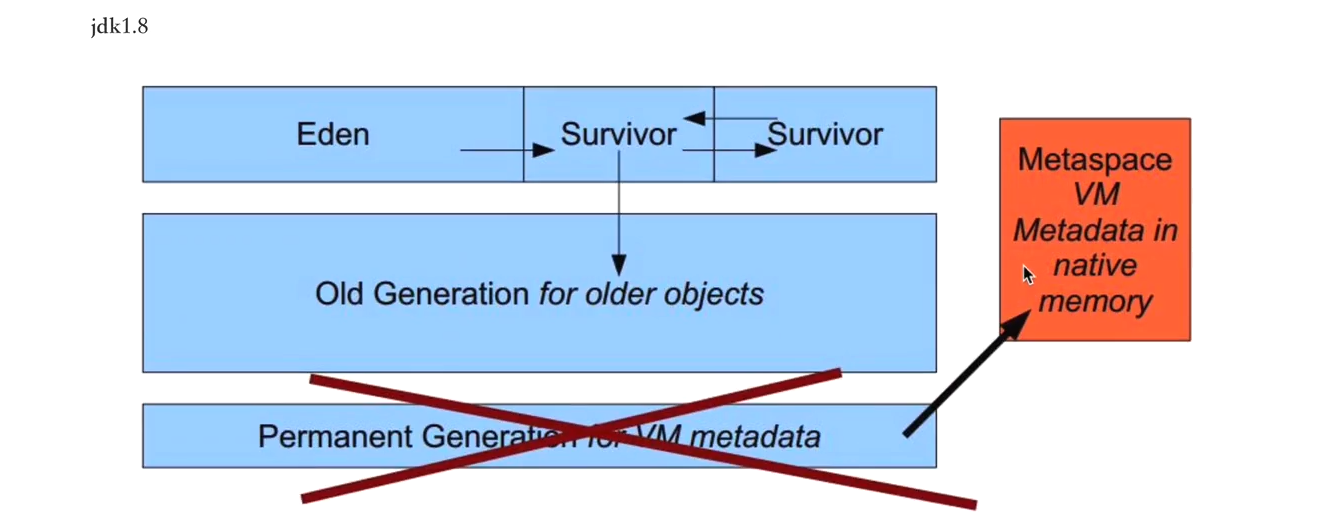 jdk1.8
Eden
Survivor
Survivor
Metaspace
VM
Metadata in
native
memory
Old Generation for older objects
Permanent Generation for VM metadata